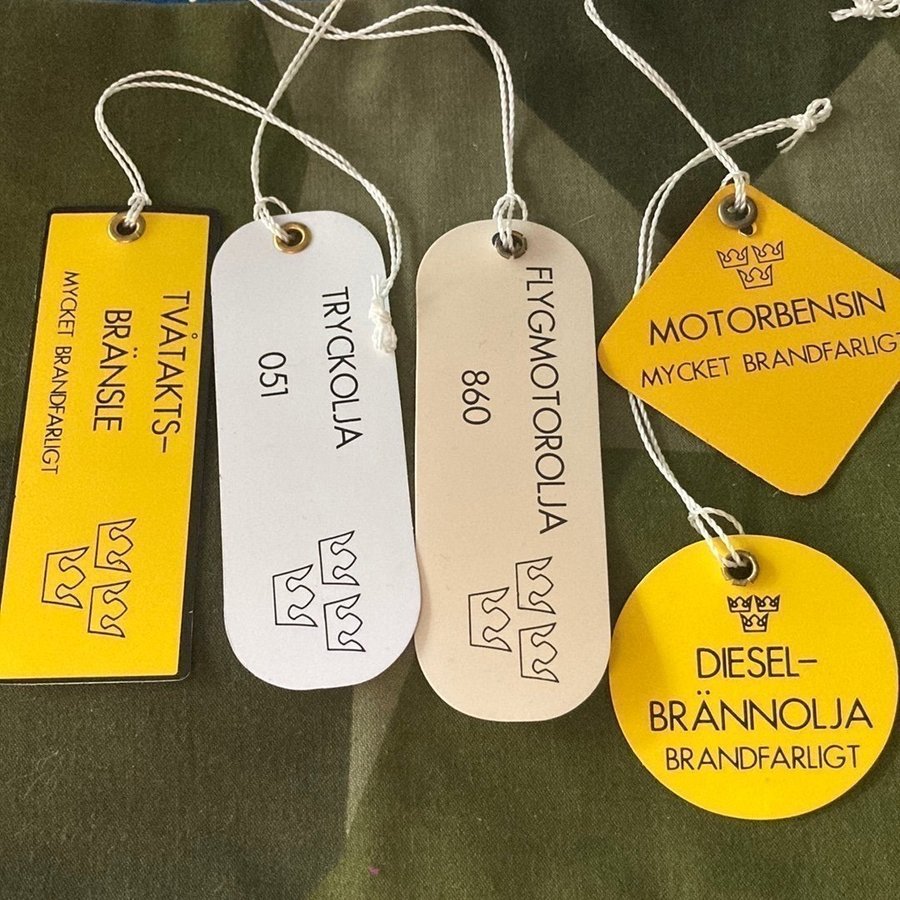 TVÅTAKTS–
BRÄNSLE
MYCKET BRANDFARLIGT
TRYCKOLJA
051
FLYGMOTOROLJA
860
MOTORBENSIN
MYCKET BRANDFARLIGT
DIESEL–
BRÄNNOLJA
BRANDFARLIGT